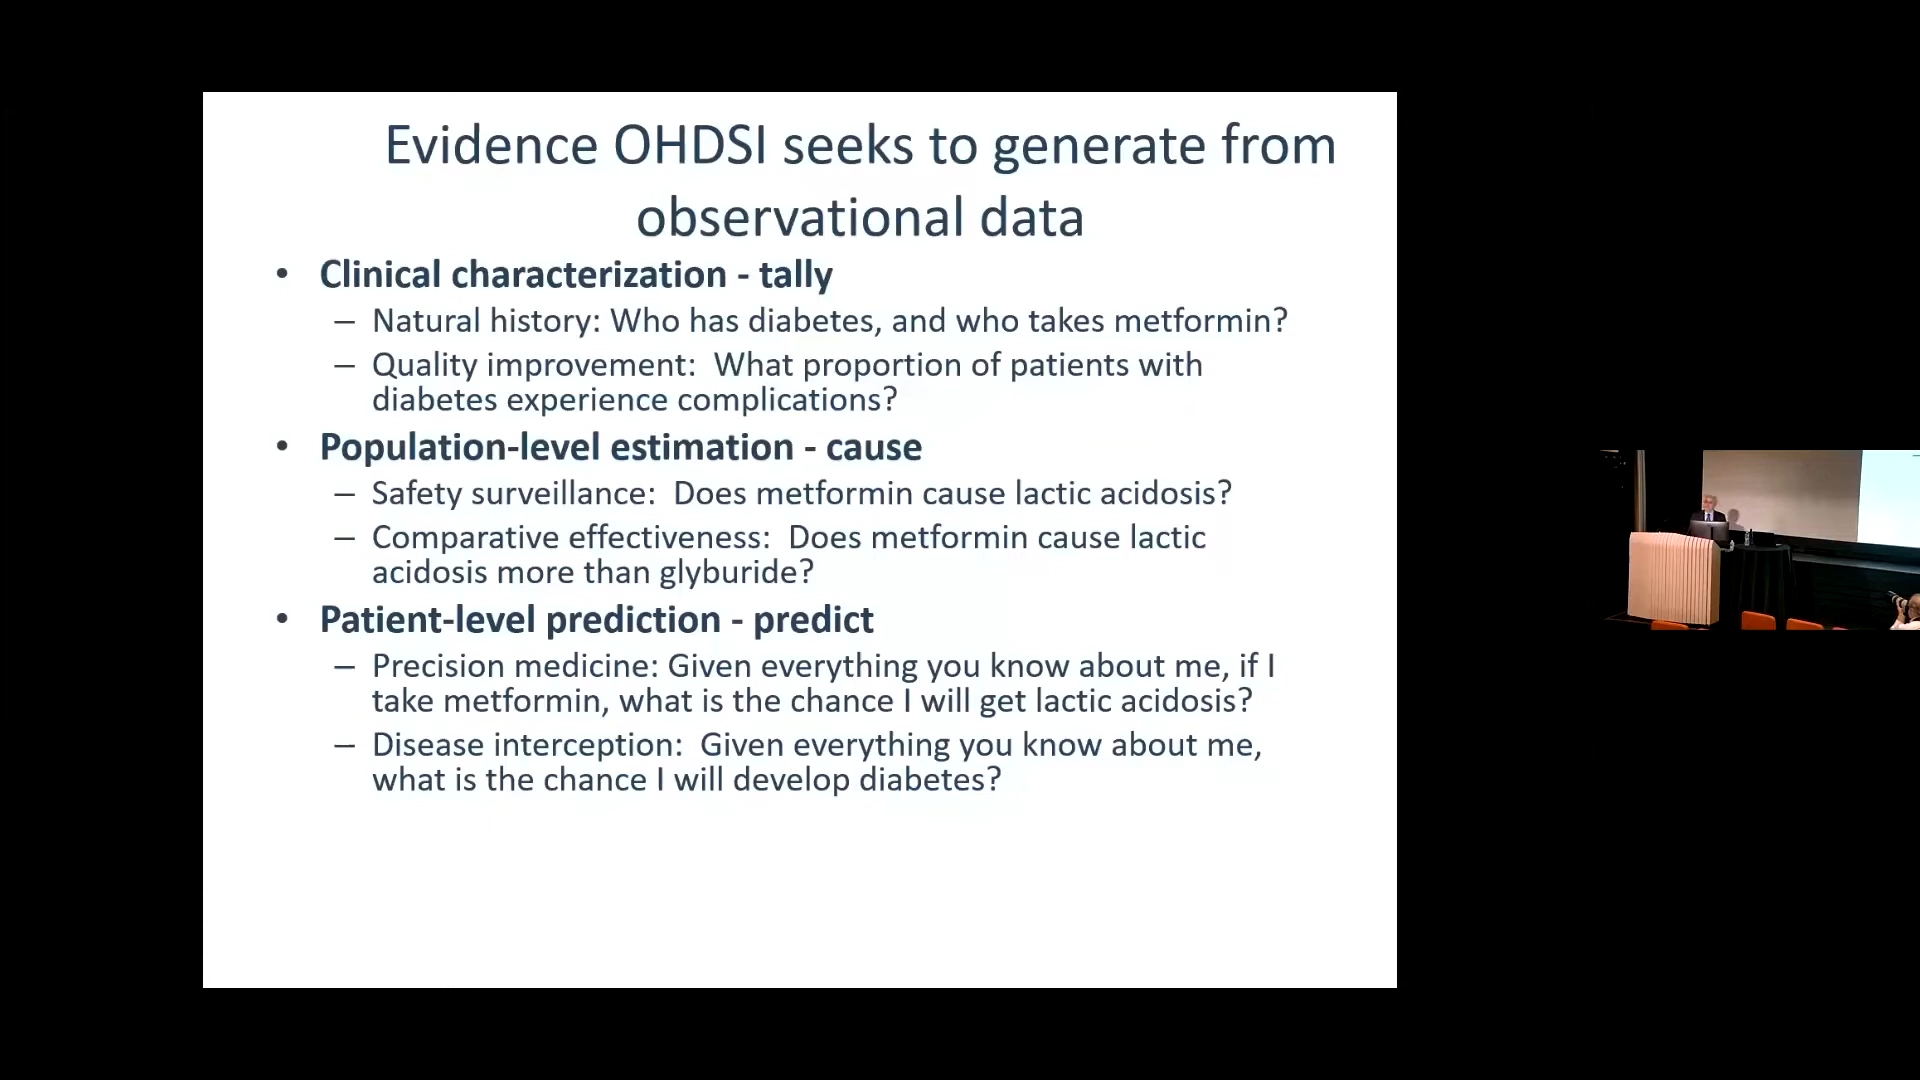 Evidence OHDSI seeks to generate from
observational data
• Clinical characterization - tally
– Natural history: Who has diabetes, and who takes metformin?
– Quality improvement:  What proportion of patients with
diabetes experience complications?
• Population-level estimation - cause
– Safety surveillance:  Does metformin cause lactic acidosis?
– Comparative effectiveness:  Does metformin cause lactic
acidosis more than glyburide?
• Patient-level prediction - predict
– Precision medicine: Given everything you know about me, if I
take metformin, what is the chance I will get lactic acidosis?
– Disease interception:  Given everything you know about me,
what is the chance I will develop diabetes?